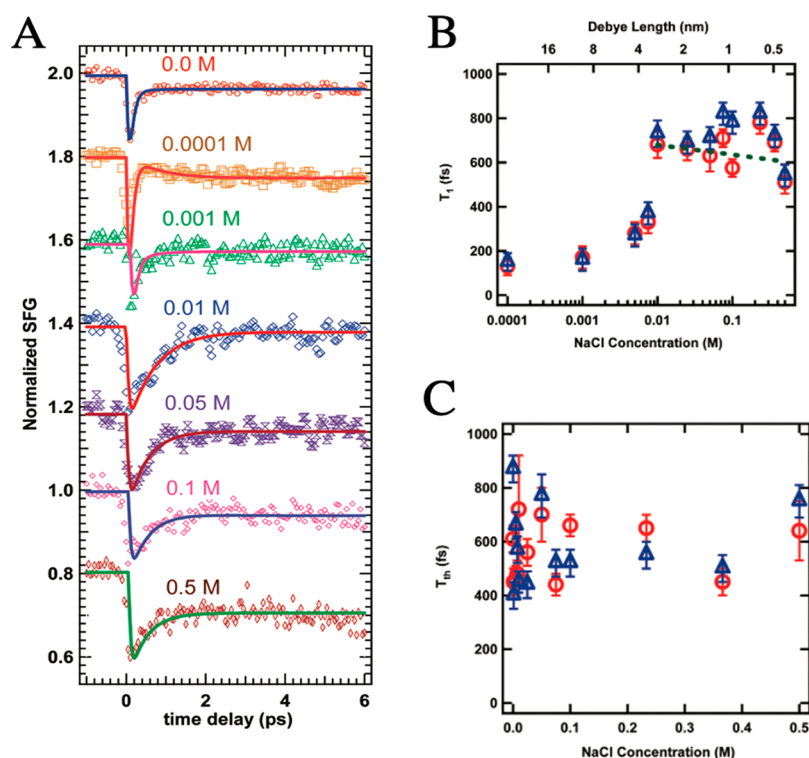 A
2.0
1.8
1.6
1.4
1.2
1.0
0.8
0.6
Normalized SFG
0.0 M
0.0001 M
0.001 M
0.01 M
0.05 M
0.1 M
0.5 M
0
2
4
6
time delay (ps)
B
Debye Length (nm)
16
8
4
2
1
0.5
1000
800
600
400
200
0
T1 (fs)
0.0001
0.001
0.01
0.1
NaCl Concentration (M)
C
1000
800
600
400
200
0
Tth (fs)
0.0
0.1
0.2
0.3
0.4
0.5
NaCl Concentration (M)